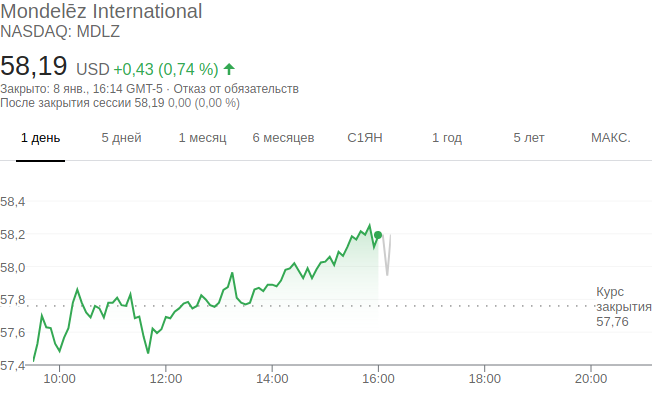 Mondelēz International
NASDAQ: MDLZ
58,19 USD +0,43 (0,74 %)
Закрыто: 8 янв., 16:14 GMT-5 · Отказ от обязательств
После закрытия сессии 58,19 0,00 (0,00 %)
1 день 5 дней 1 месяц 6 месяцев С1ЯН 1 год 5 лет МАКС.
58,4
58,2
58,0
57,8
57,6
57,4
Курс
закрытия
57,76
10:00 12:00 14:00 16:00 18:00 20:00